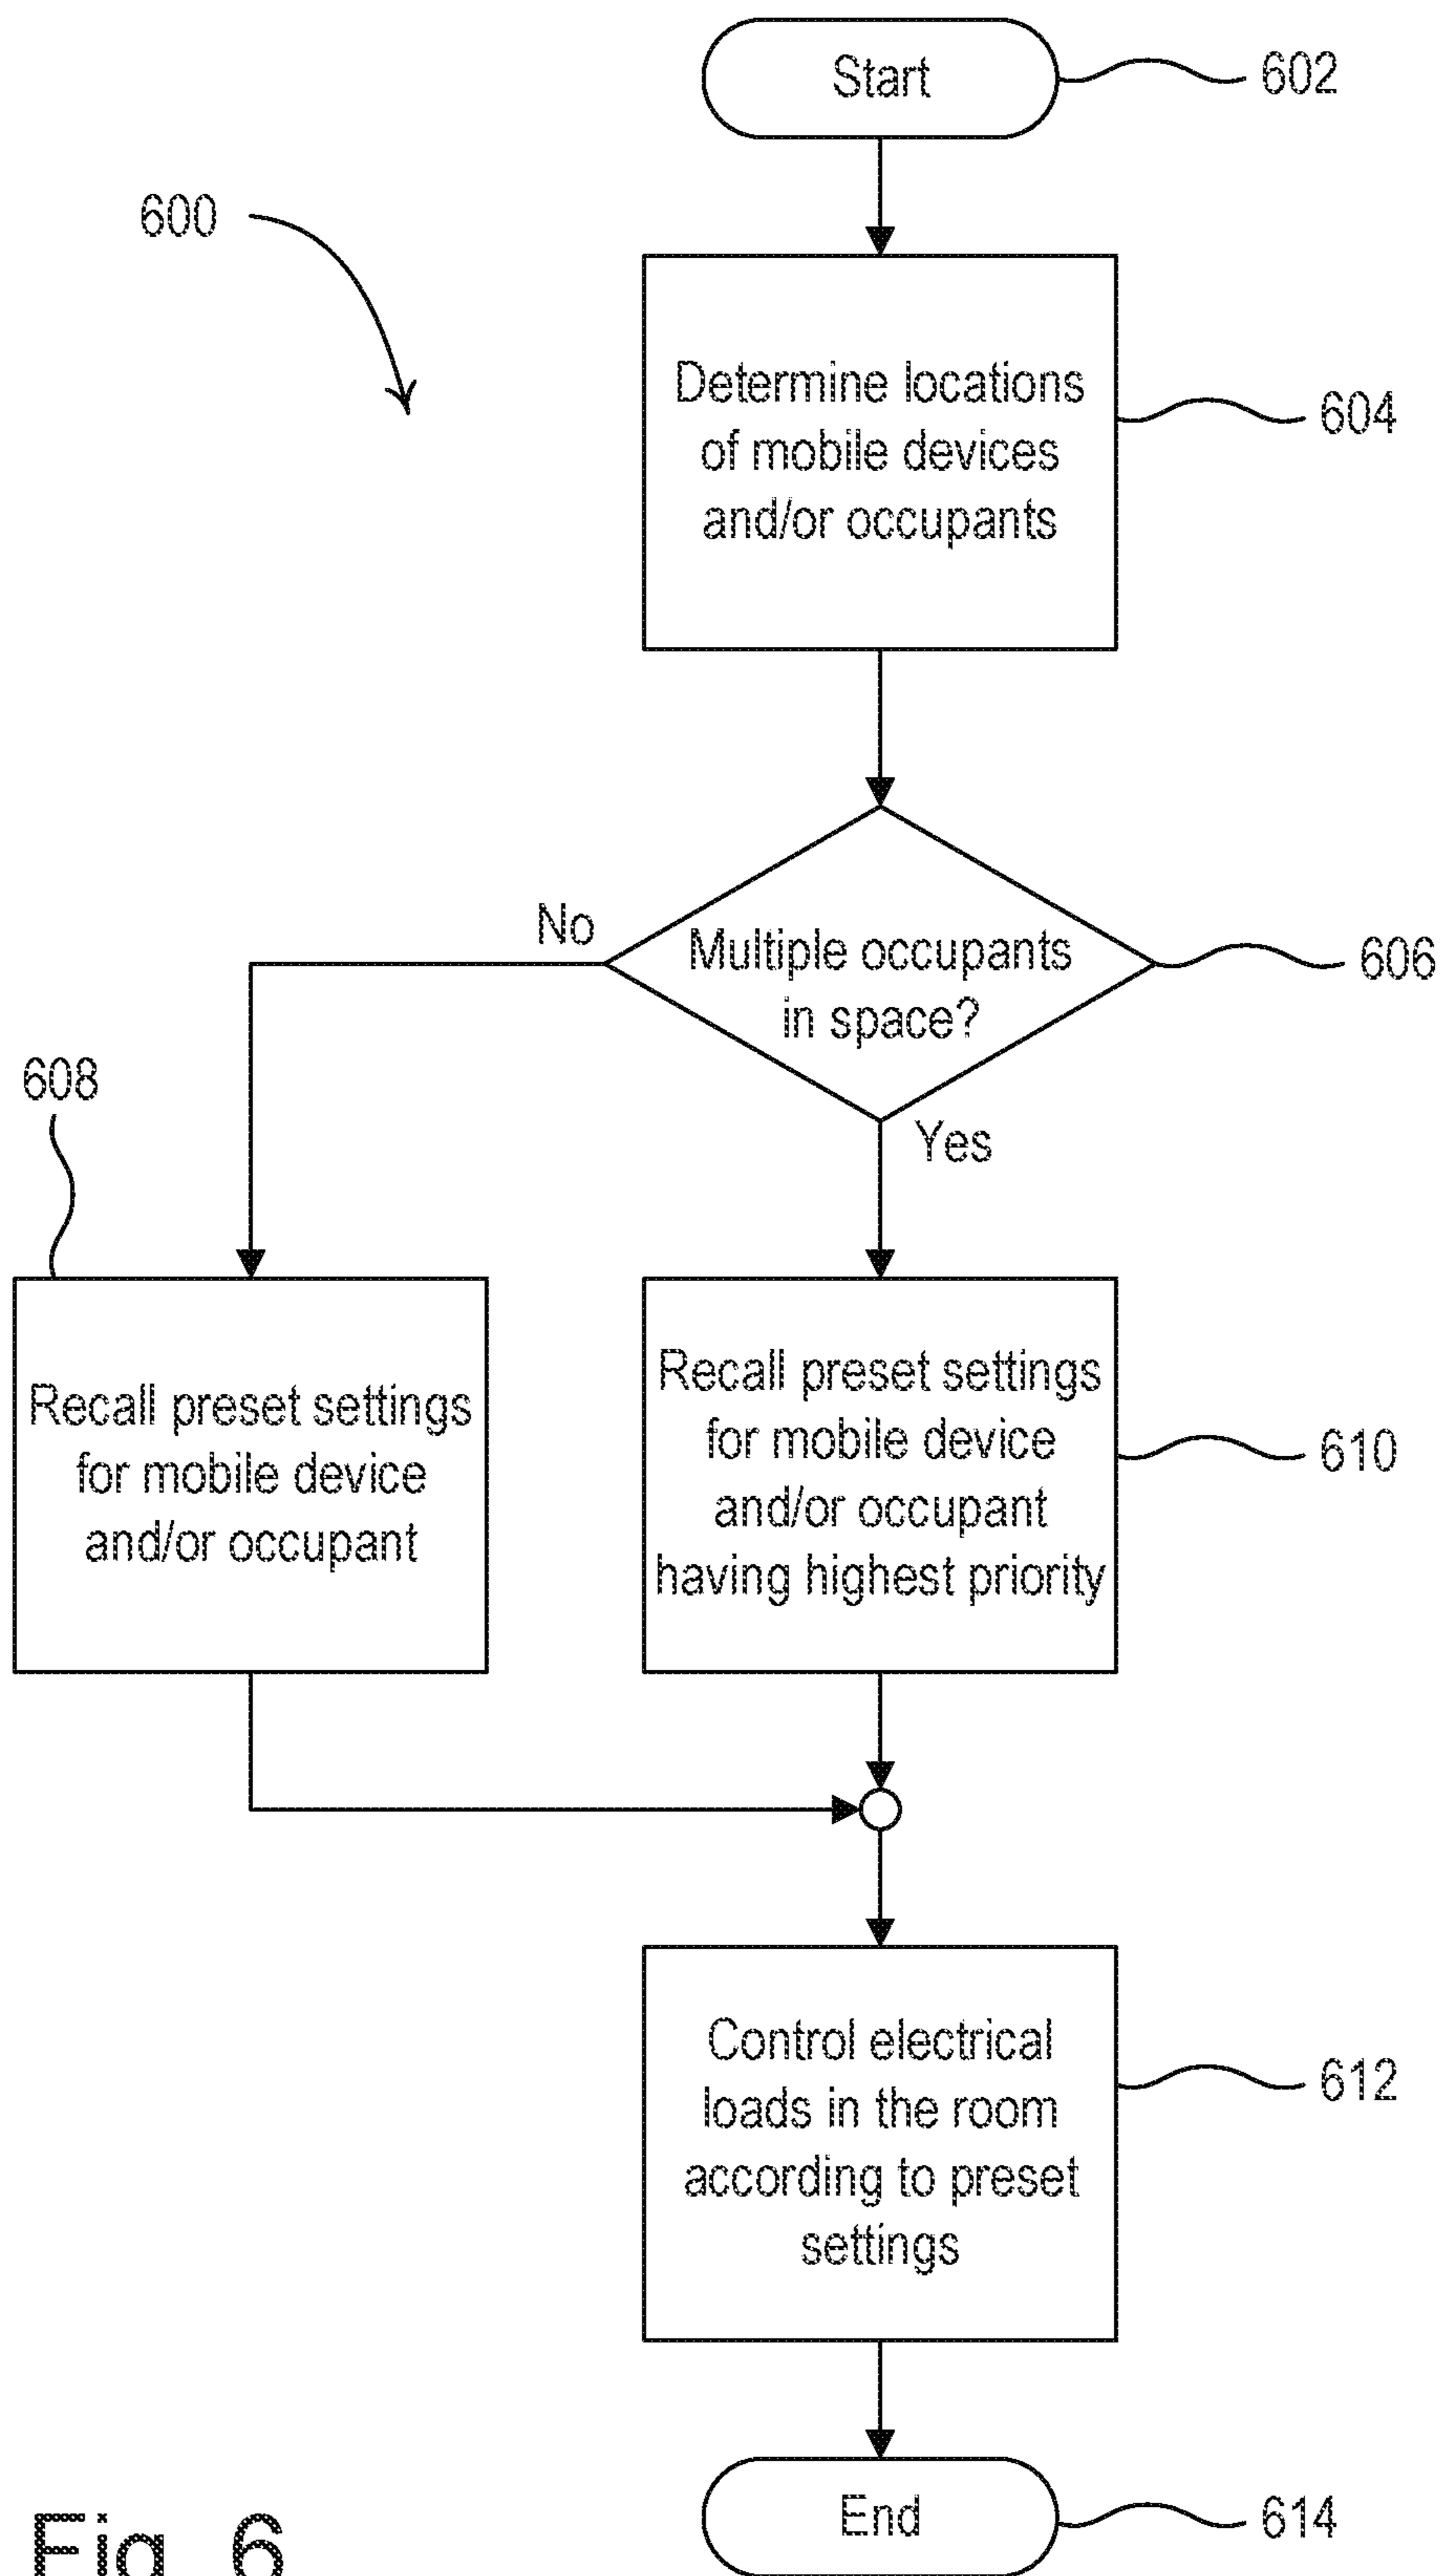 Start
602
600
Determine locations
of mobile devices
and/or occupants
604
No
Multiple occupants
in space?
606
Yes
608
Recall preset settings
for mobile device
and/or occupant
Recall preset settings
for mobile device
and/or occupant
having highest priority
610
Control electrical
loads in the room
according to preset
settings
612
End
614
Fig. 6